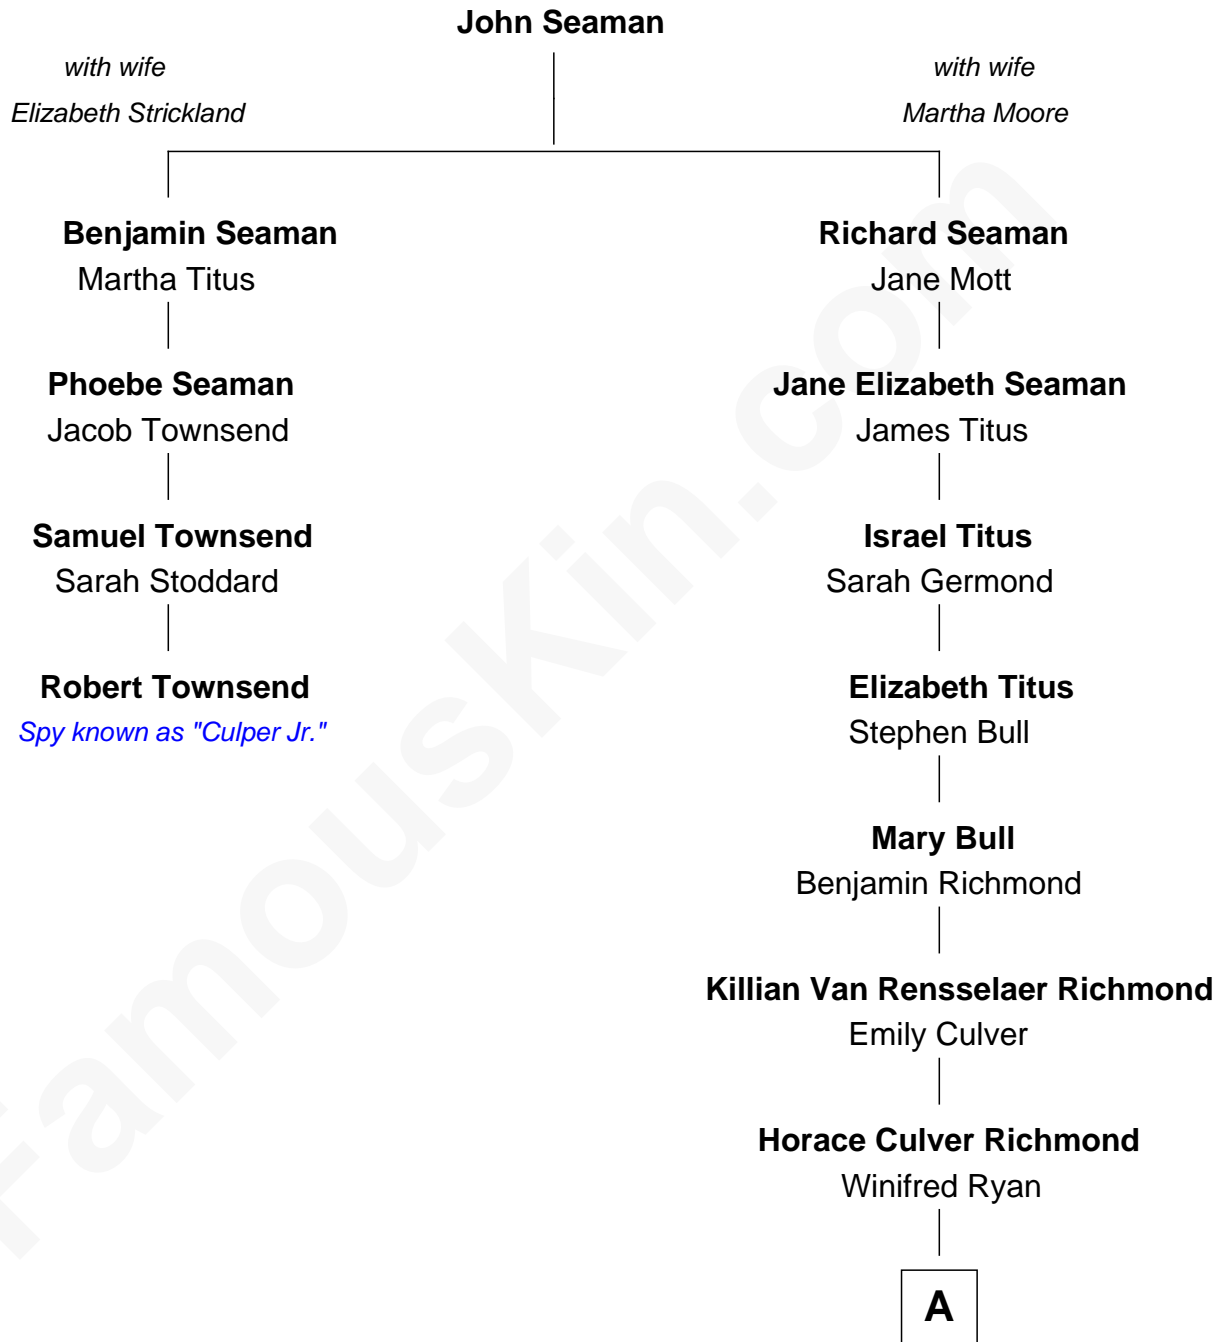 John Seaman
with wife
Elizabeth Strickland
with wife
Martha Moore
Benjamin Seaman
Martha Titus
Phoebe Seaman
Jacob Townsend
Samuel Townsend
Sarah Stoddard
Robert Townsend
Spy known as "Culper Jr."
Richard Seaman
Jane Mott
Jane Elizabeth Seaman
James Titus
Israel Titus
Sarah Germond
Elizabeth Titus
Stephen Bull
Mary Bull
Benjamin Richmond
Killian Van Rensselaer Richmond
Emily Culver
Horace Culver Richmond
Winifred Ryan
A
FamousKin.com